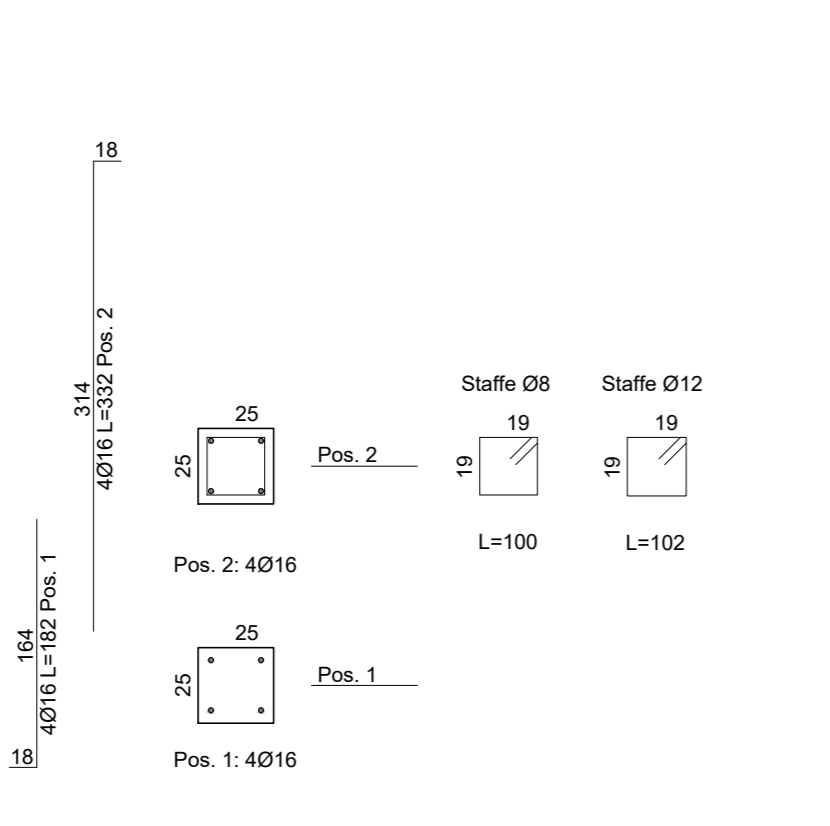 18
314
4Ø16 L=332 Pos. 2
Staffe Ø8
Staffe Ø12
25
25
Pos. 2
19
19
19
19
L=100
L=102
Pos. 2: 4Ø16
164
4Ø16 L=182 Pos. 1
18
25
25
Pos. 1
Pos. 1: 4Ø16